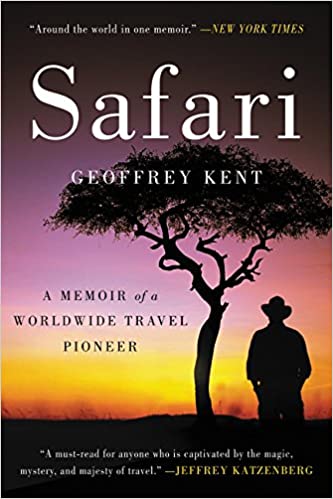 “Around the world in one memoir.” —NEW YORK TIMES
Safari
GEOFFREY KENT
A MEMOIR of a
WORLDWIDE TRAVEL
PIONEER
“A must-read for anyone who is captivated by the magic,
mystery, and majesty of travel.” —JEFFREY KATZENBERG